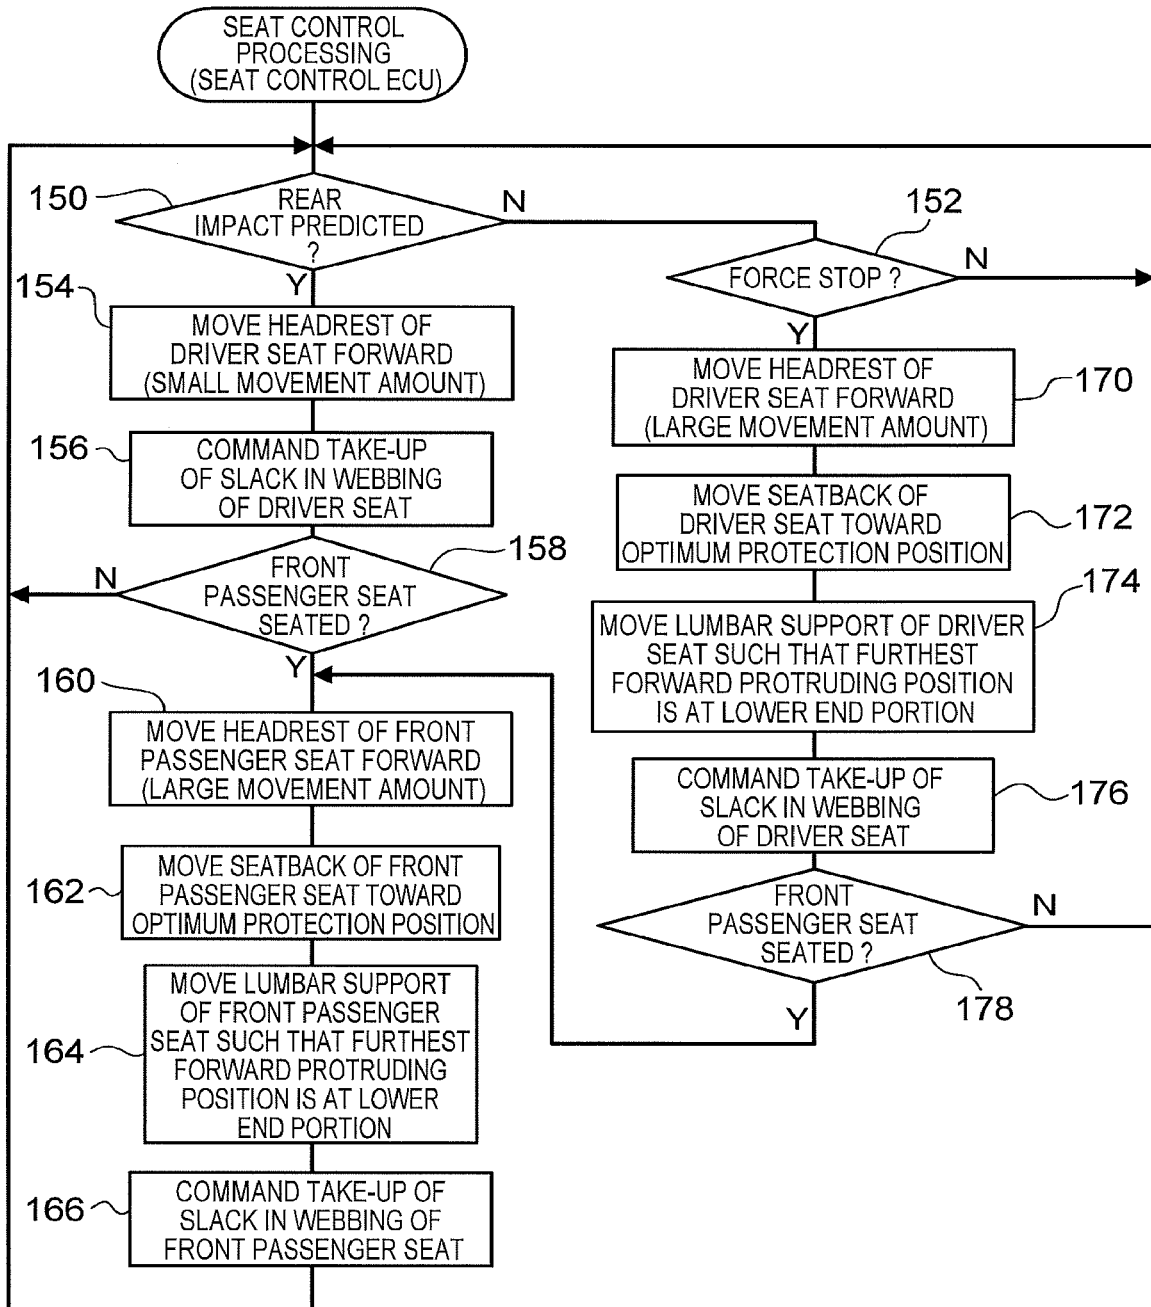 SEAT CONTROL
PROCESSING
(SEAT CONTROL ECU)
150
REAR
IMPACT PREDICTED
?
N
Y
152
FORCE STOP ?
N
Y
154
MOVE HEADREST OF
DRIVER SEAT FORWARD
(SMALL MOVEMENT AMOUNT)
156
COMMAND TAKE-UP
OF SLACK IN WEBBING
OF DRIVER SEAT
158
FRONT
PASSENGER SEAT
SEATED ?
N
Y
160
MOVE HEADREST OF FRONT
PASSENGER SEAT FORWARD
(LARGE MOVEMENT AMOUNT)
162
MOVE SEATBACK OF FRONT
PASSENGER SEAT TOWARD
OPTIMUM PROTECTION POSITION
164
MOVE LUMBAR SUPPORT
OF FRONT PASSENGER
SEAT SUCH THAT FURTHEST
FORWARD PROTRUDING
POSITION IS AT LOWER
END PORTION
166
COMMAND TAKE-UP OF
SLACK IN WEBBING OF
FRONT PASSENGER SEAT
170
MOVE HEADREST OF
DRIVER SEAT FORWARD
(LARGE MOVEMENT AMOUNT)
172
MOVE SEATBACK OF
DRIVER SEAT TOWARD
OPTIMUM PROTECTION POSITION
174
MOVE LUMBAR SUPPORT OF DRIVER
SEAT SUCH THAT FURTHEST
FORWARD PROTRUDING POSITION
IS AT LOWER END PORTION
176
COMMAND TAKE-UP OF
SLACK IN WEBBING
OF DRIVER SEAT
FRONT
PASSENGER SEAT
SEATED ?
N
178
Y